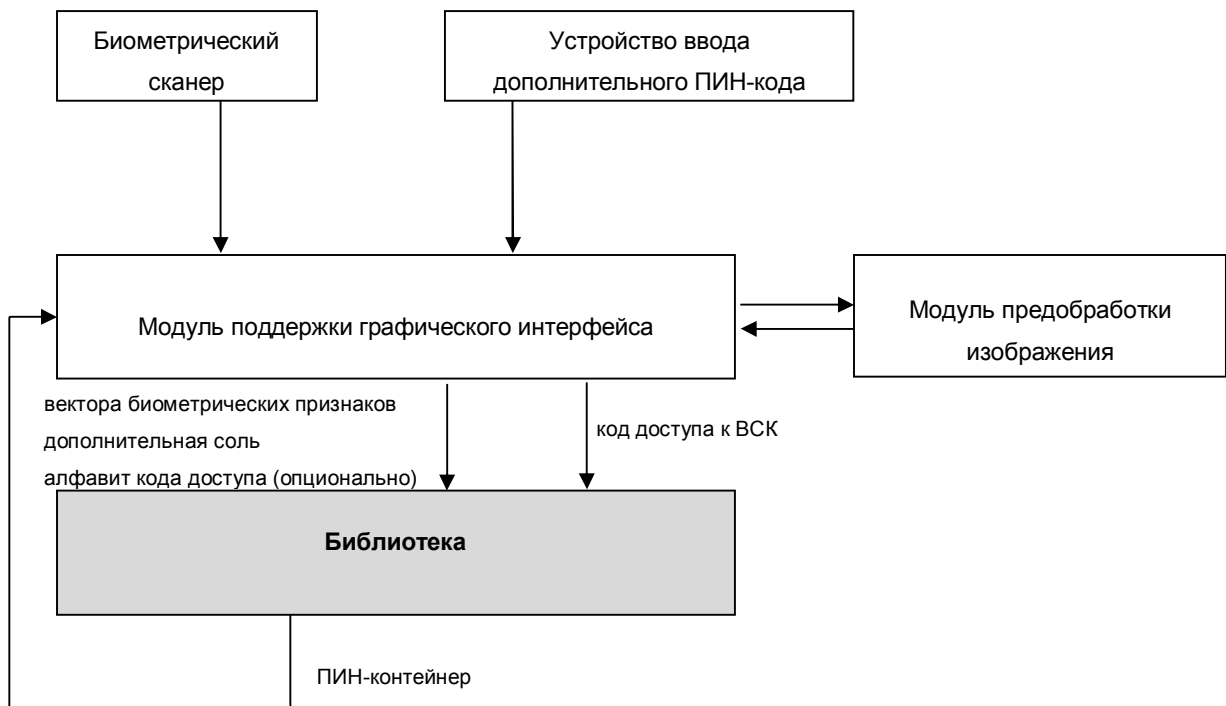 Биометрический
сканер
Устройство ввода
дополнительного ПИН-кода
Модуль поддержки графического интерфейса
Модуль предобработки
изображения
вектора биометрических признаков
дополнительная соль
алфавит кода доступа (опционально)
код доступа к ВСК
Библиотека
ПИН-контейнер